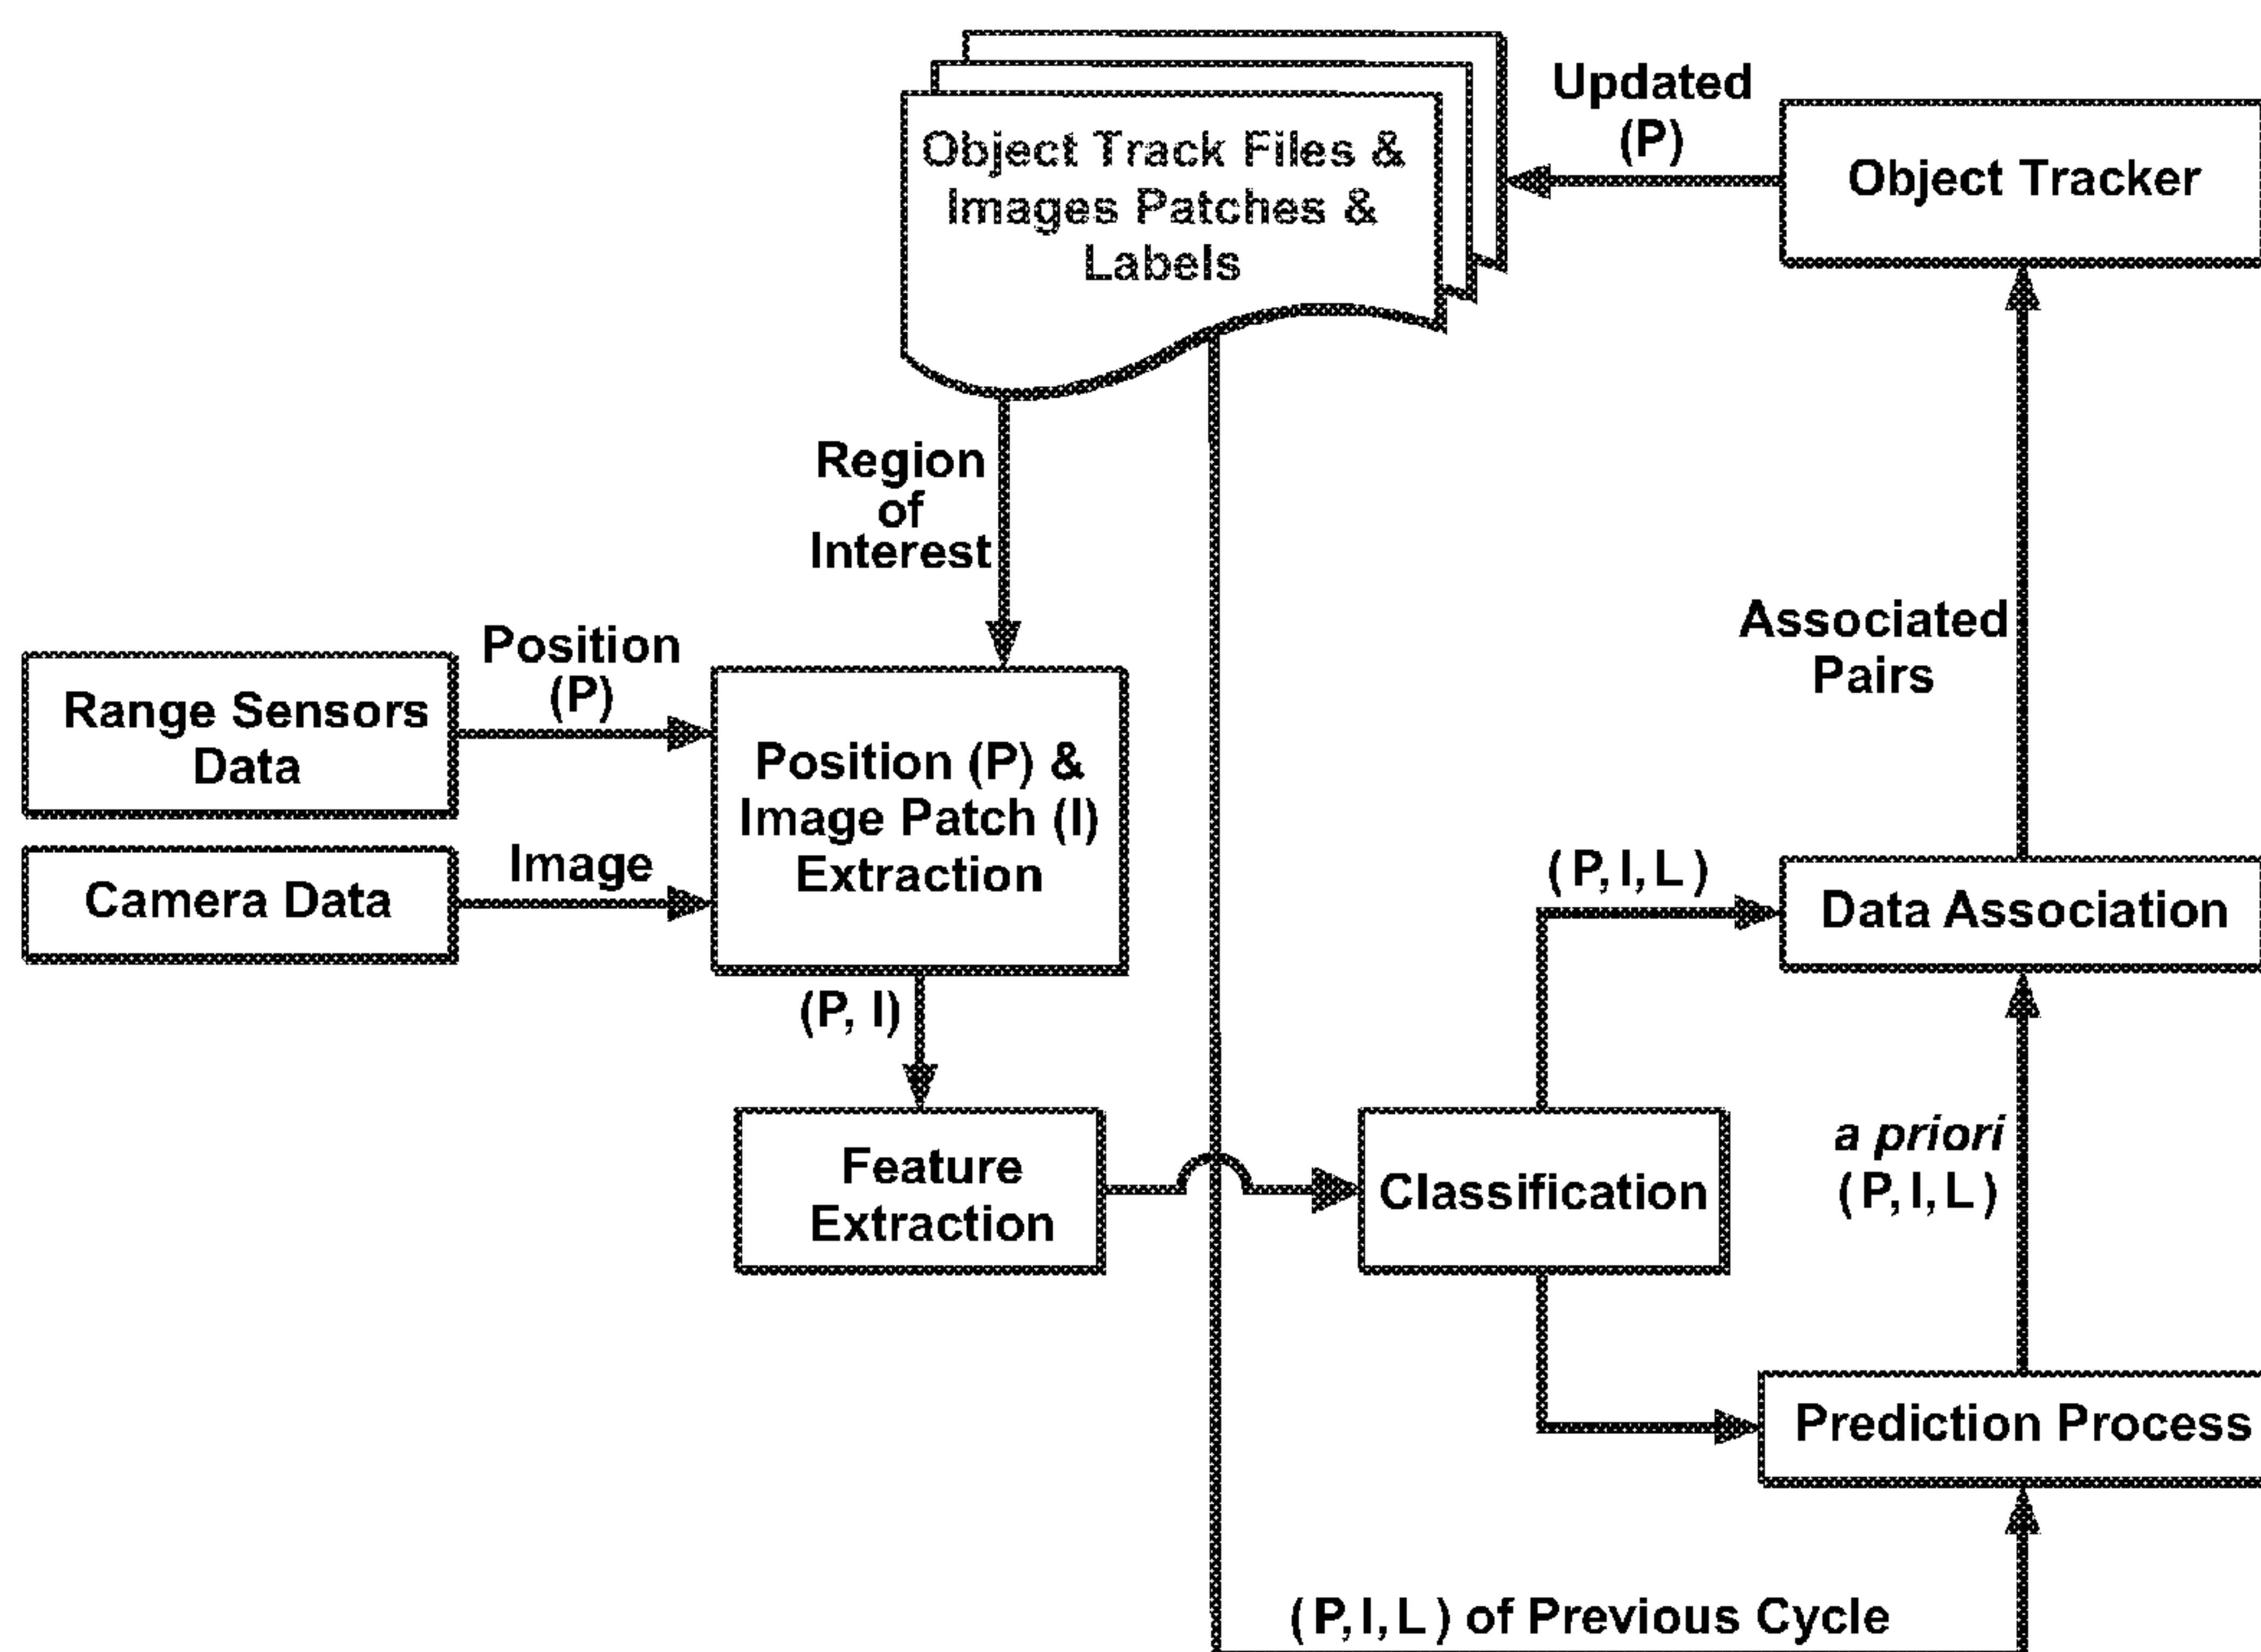 Updated
(P)
Object Track Files &
Images Patches &
Labels
Object Tracker
Region
of
Interest
Associated
Pairs
Position
(P)
Range Sensors
Data
Position (P) &
Image Patch (I)
Extraction
Image
Camera Data
(P, I, L)
Data Association
(P, I)
a priori
(P, I, L)
Feature
Extraction
Classification
Prediction Process
(P, I, L) of Previous Cycle